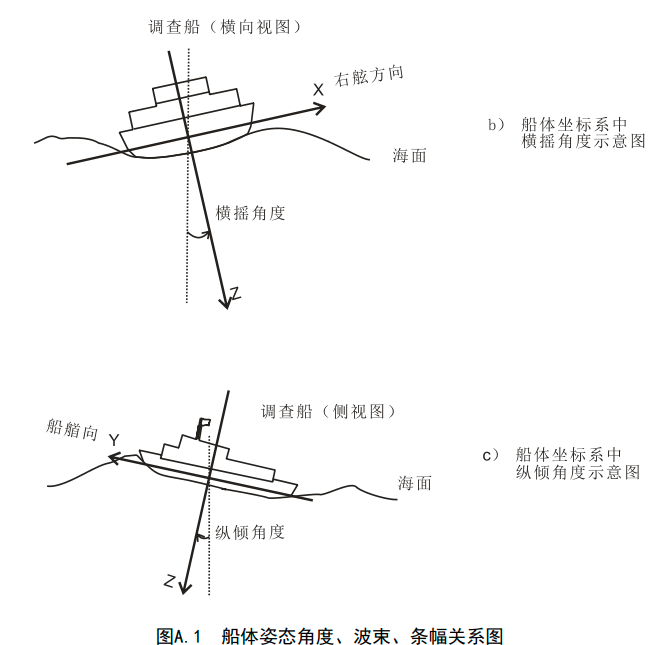 调查船（横向视图）
X
右舷方向
b） 船体坐标系中
横摇角度示意图
海面
横摇角度
Z
调查船（侧视图）
船艏向
Y
c） 船体坐标系中
纵倾角度示意图
海面
纵倾角度
Z
图A.1 船体姿态角度、波束、条幅关系图